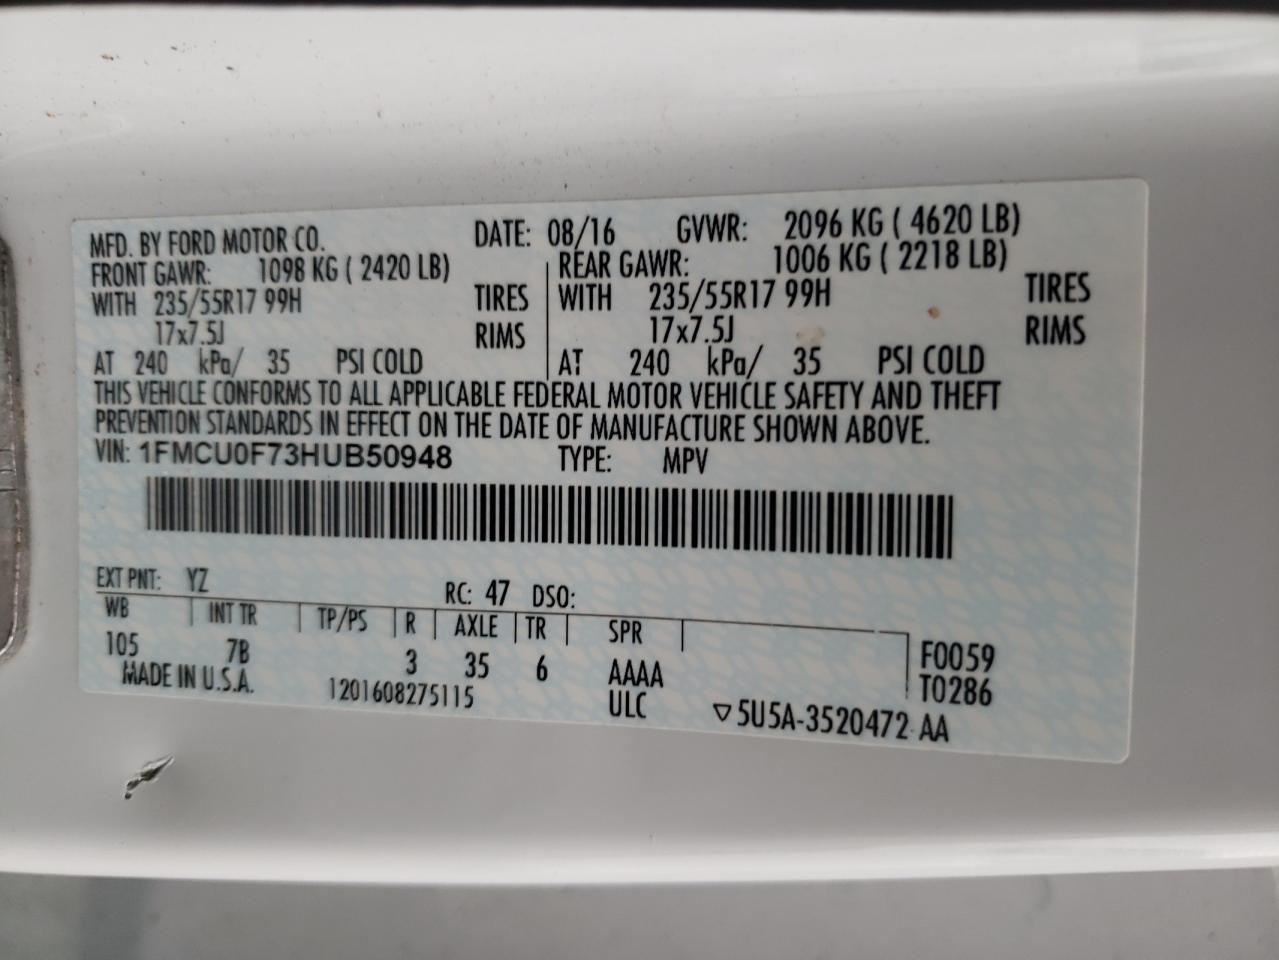 MFD. BY FORD MOTOR CO. DATE: 08/16 GVWR: 2096 KG ( 4620 LB)
FRONT GAWR: 1098 KG ( 2420 LB) REAR GAWR: 1006 KG ( 2218 LB)
WITH 235/55R17 99H TIRES WITH 235/55R17 99H TIRES
17x7.5J RIMS 17x7.5J RIMS
AT 240 kPa/ 35 PSI COLD AT 240 kPa/ 35 PSI COLD
THIS VEHICLE CONFORMS TO ALL APPLICABLE FEDERAL MOTOR VEHICLE SAFETY AND THEFT
PREVENTION STANDARDS IN EFFECT ON THE DATE OF MANUFACTURE SHOWN ABOVE.
VIN: 1FMCU0F73HUB50948 TYPE: MPV
EXT PNT: YZ RC: 47 DSO:
WB INT TR TP/PS R AXLE TR SPR
105 7B 3 35 6 AAAA F0059
MADE IN U.S.A. 1201608275115 ULC T0286
▽5U5A-3520472 AA